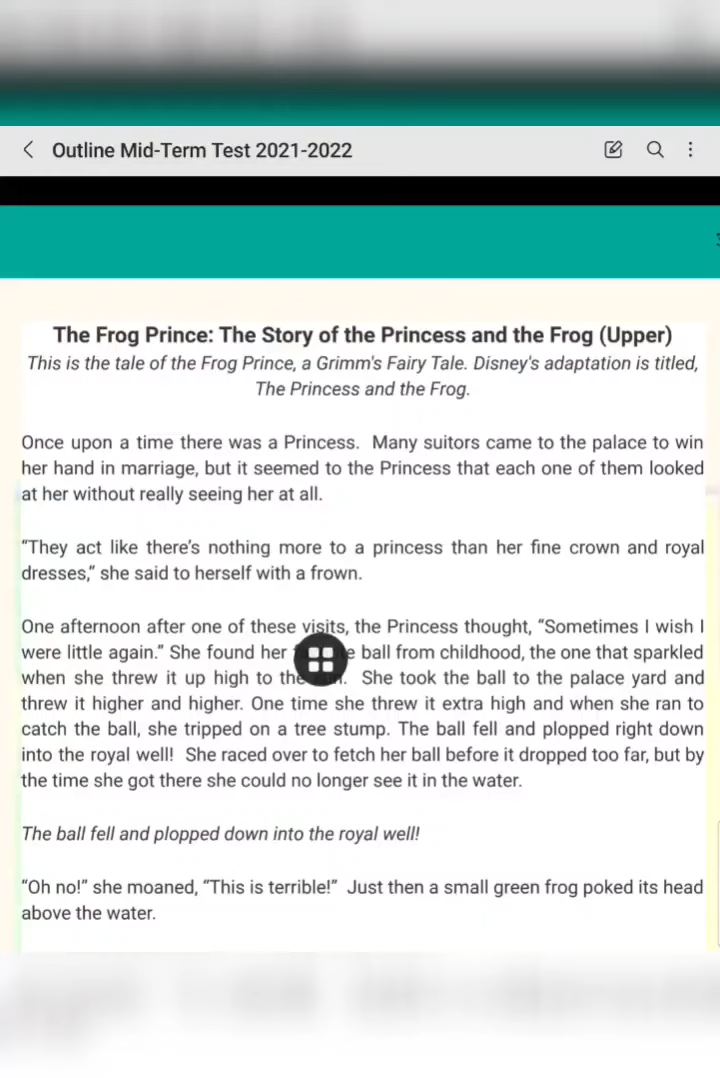 Outline Mid-Term Test 2021-2022
The Frog Prince: The Story of the Princess and the Frog (Upper)
This is the tale of the Frog Prince, a Grimm's Fairy Tale. Disney's adaptation is titled,
The Princess and the Frog.
Once upon a time there was a Princess. Many suitors came to the palace to win
her hand in marriage, but it seemed to the Princess that each one of them looked
at her without really seeing her at all.
“They act like there’s nothing more to a princess than her fine crown and royal
dresses,” she said to herself with a frown.
One afternoon after one of these visits, the Princess thought, “Sometimes I wish I
were little again.” She found her ball from childhood, the one that sparkled
when she threw it up high to the She took the ball to the palace yard and
threw it higher and higher. One time she threw it extra high and when she ran to
catch the ball, she tripped on a tree stump. The ball fell and plopped right down
into the royal well! She raced over to fetch her ball before it dropped too far, but by
the time she got there she could no longer see it in the water.
The ball fell and plopped down into the royal well!
“Oh no!” she moaned, “This is terrible!” Just then a small green frog poked its head
above the water.